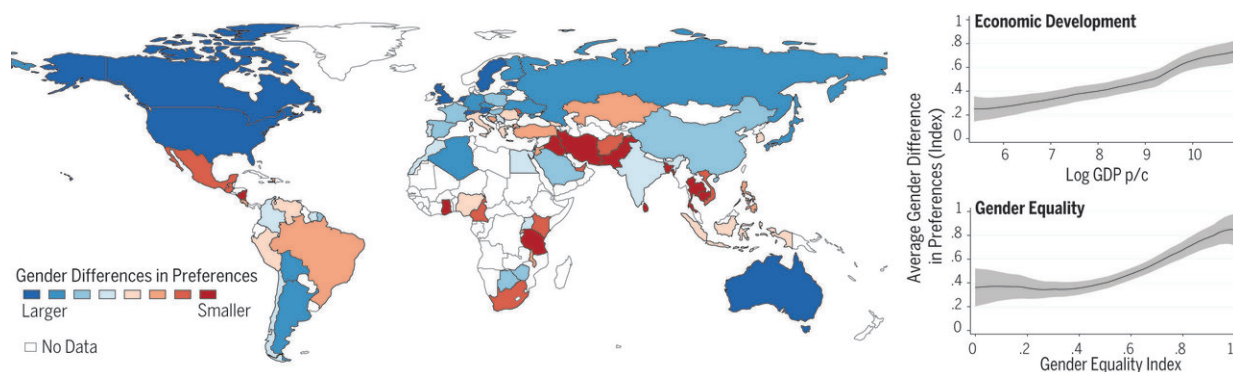 Gender Differences in Preferences
Larger
Smaller
No Data
Average Gender Difference
in Preferences (Index)
Economic Development
1
.8
.6
.4
.2
0
6
7
8
9
10
Log GDP p/c
Gender Equality
1
.8
.6
.4
.2
0
0
.2
.4
.6
.8
1
Gender Equality Index